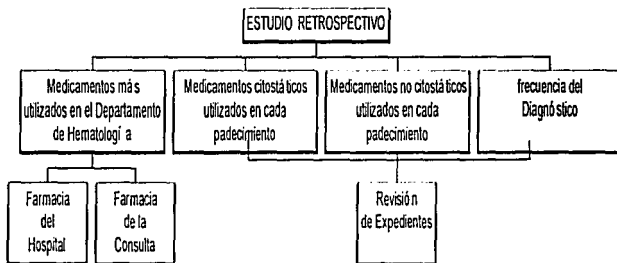 ESTUDIO RETROSPECTIVO
Medicamentos más
utilizados en el Departamento
de Hematologí a
Medicamentos citostáticos
utilizados en cada
padecimiento
Medicamentos no citostáticos
utilizados en cada
padecimiento
frecuencia del
Diagnóstico
Farmacia
del
Hospital
Farmacia
de la
Consulta
Revisión
de Expedientes